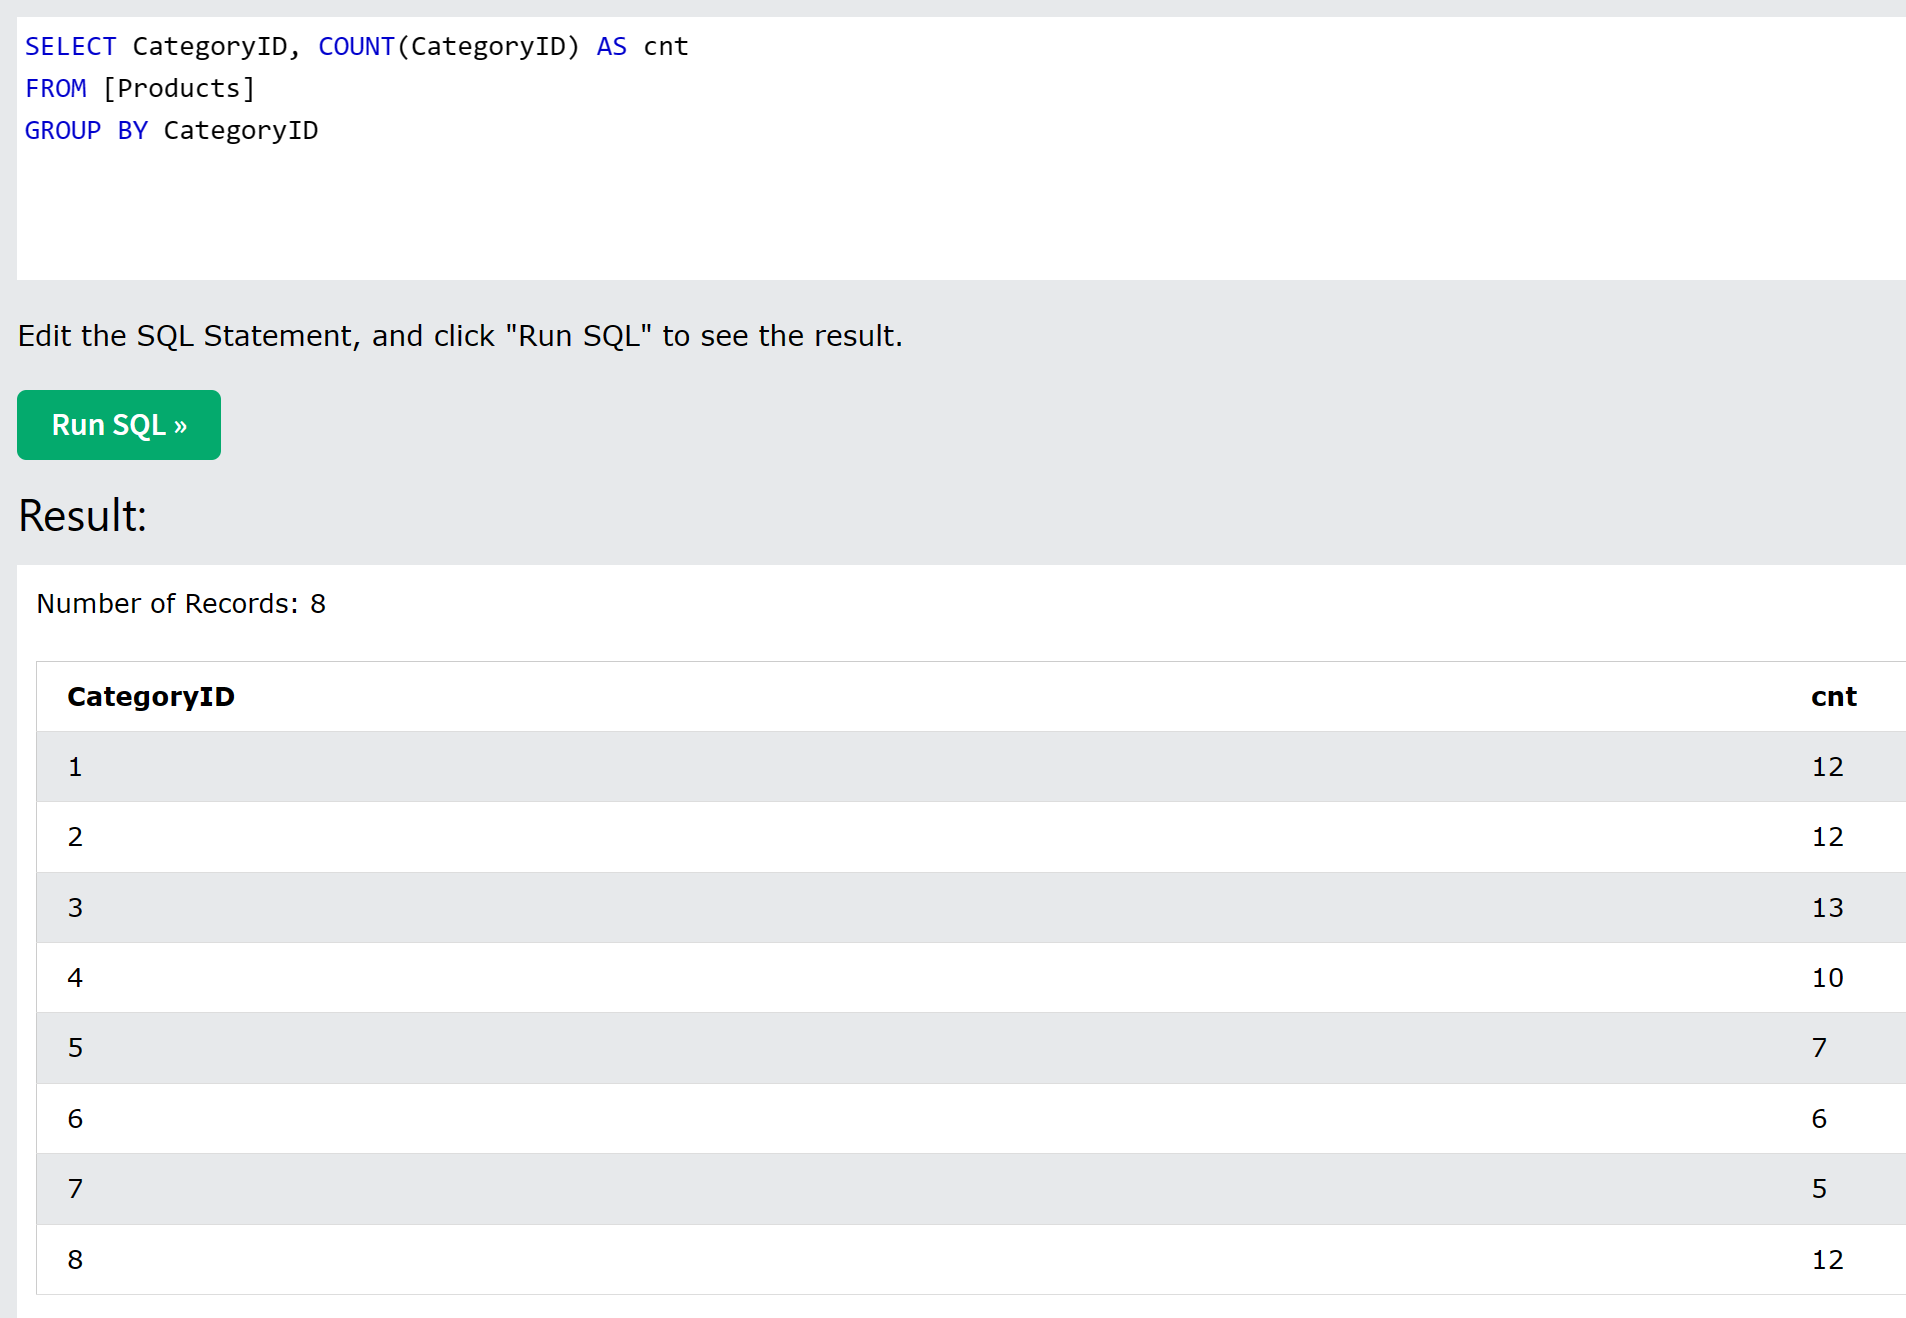 SELECT CategoryID, COUNT(CategoryID) AS cnt
FROM [Products]
GROUP BY CategoryID
Edit the SQL Statement, and click "Run SQL" to see the result.
Run SQL »
Result:
Number of Records: 8
CategoryID cnt
1 12
2 12
3 13
4 10
5 7
6 6
7 5
8 12